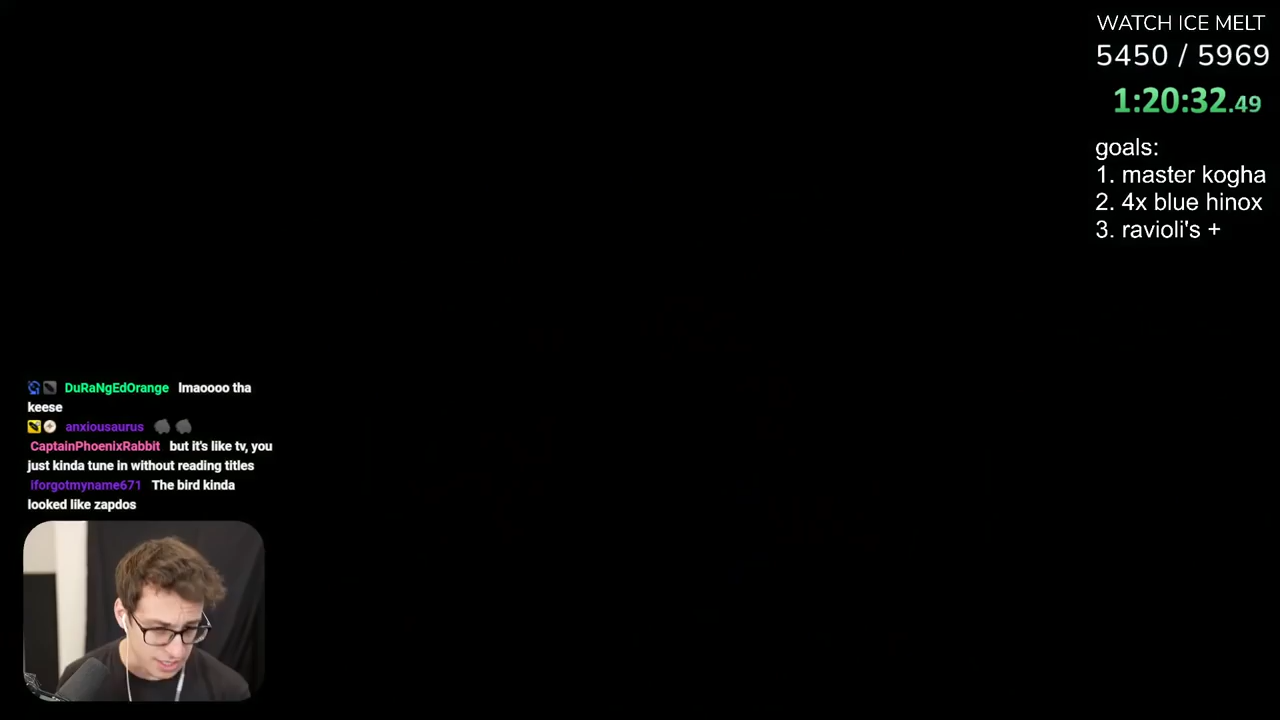 WATCH ICE MELT
5450 / 5969
1:20:32.49
goals:
1. master kogha
2. 4x blue hinox
3. ravioli's +
DuRaNgEdOrange lmaoooo tha
keese
anxiousaurus
CaptainPhoenixRabbit but it's like tv, you
just kinda tune in without reading titles
iforgotmyname671 The bird kinda
looked like zapdos